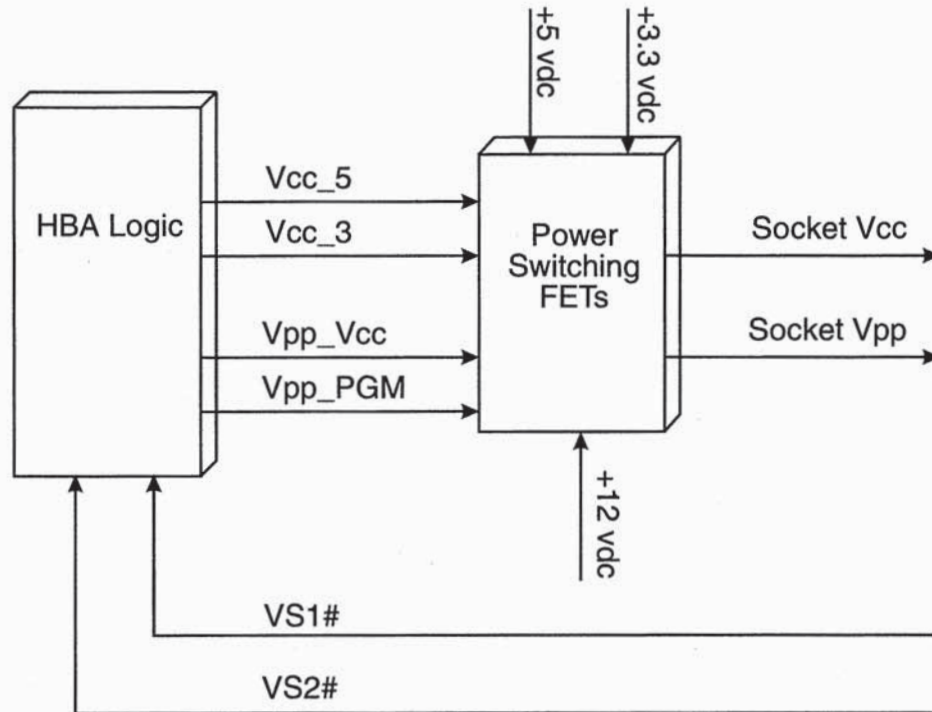 +5 vdc
+3.3 vdc
HBA Logic
Vcc_5
Vcc_3
Vpp_Vcc
Vpp_PGM
Power
Switching
FETs
Socket Vcc
Socket Vpp
+12 vdc
VS1#
VS2#